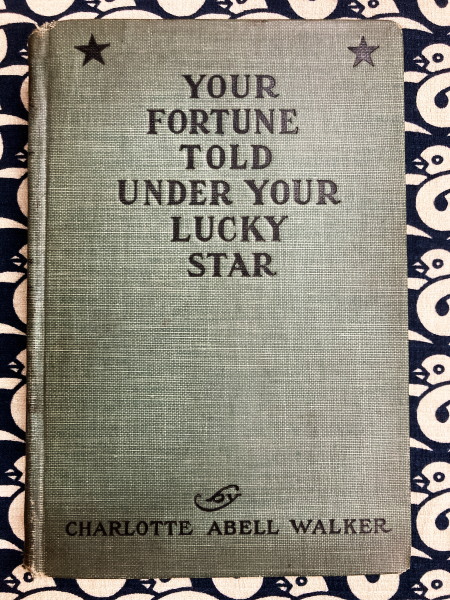 YOUR
FORTUNE
TOLD
UNDER YOUR
LUCKY
STAR
by
CHARLOTTE ABELL WALKER